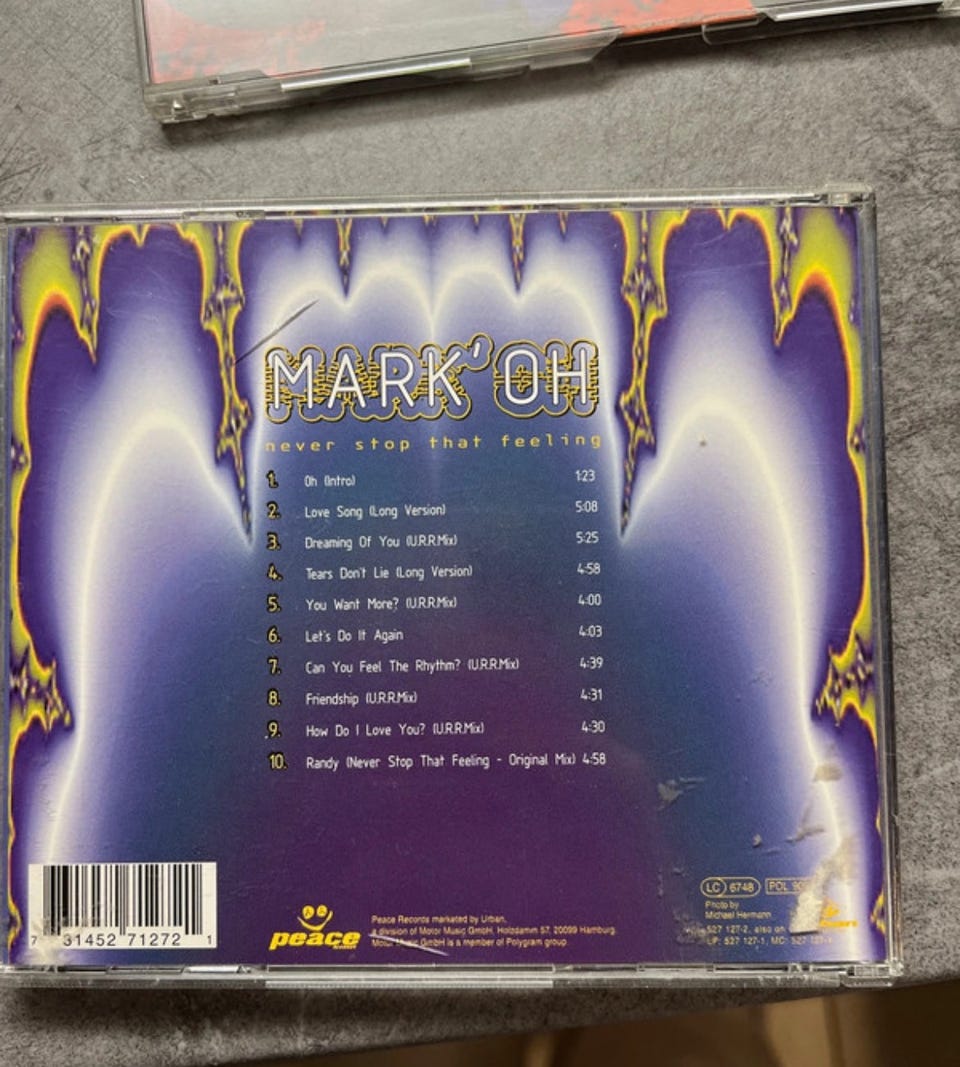 MARK'OH
never stop that feeling
1. Oh (Intro) 1:23
2. Love Song (Long Version) 5:08
3. Dreaming Of You (U.R.R.Mix) 5:25
4. Tears Don't Lie (Long Version) 4:58
5. You Want More? (U.R.R.Mix) 4:00
6. Let's Do It Again 4:03
7. Can You Feel The Rhythm? (U.R.R.Mix) 4:39
8. Friendship (U.R.R.Mix) 4:31
9. How Do I Love You? (U.R.R.Mix) 4:30
10. Randy (Never Stop That Feeling - Original Mix) 4:58
7 31452 71272 1
peace
Peace Records marketed by Urban,
a division of Motor Music GmbH, Holzdamm 57, 20099 Hamburg.
Motor Music GmbH is a member of Polygram group
LC 6748 POL
Photo by
Michael Hermann
527 127-2, also on
LP: 527 127-1, MC: 527 127-4